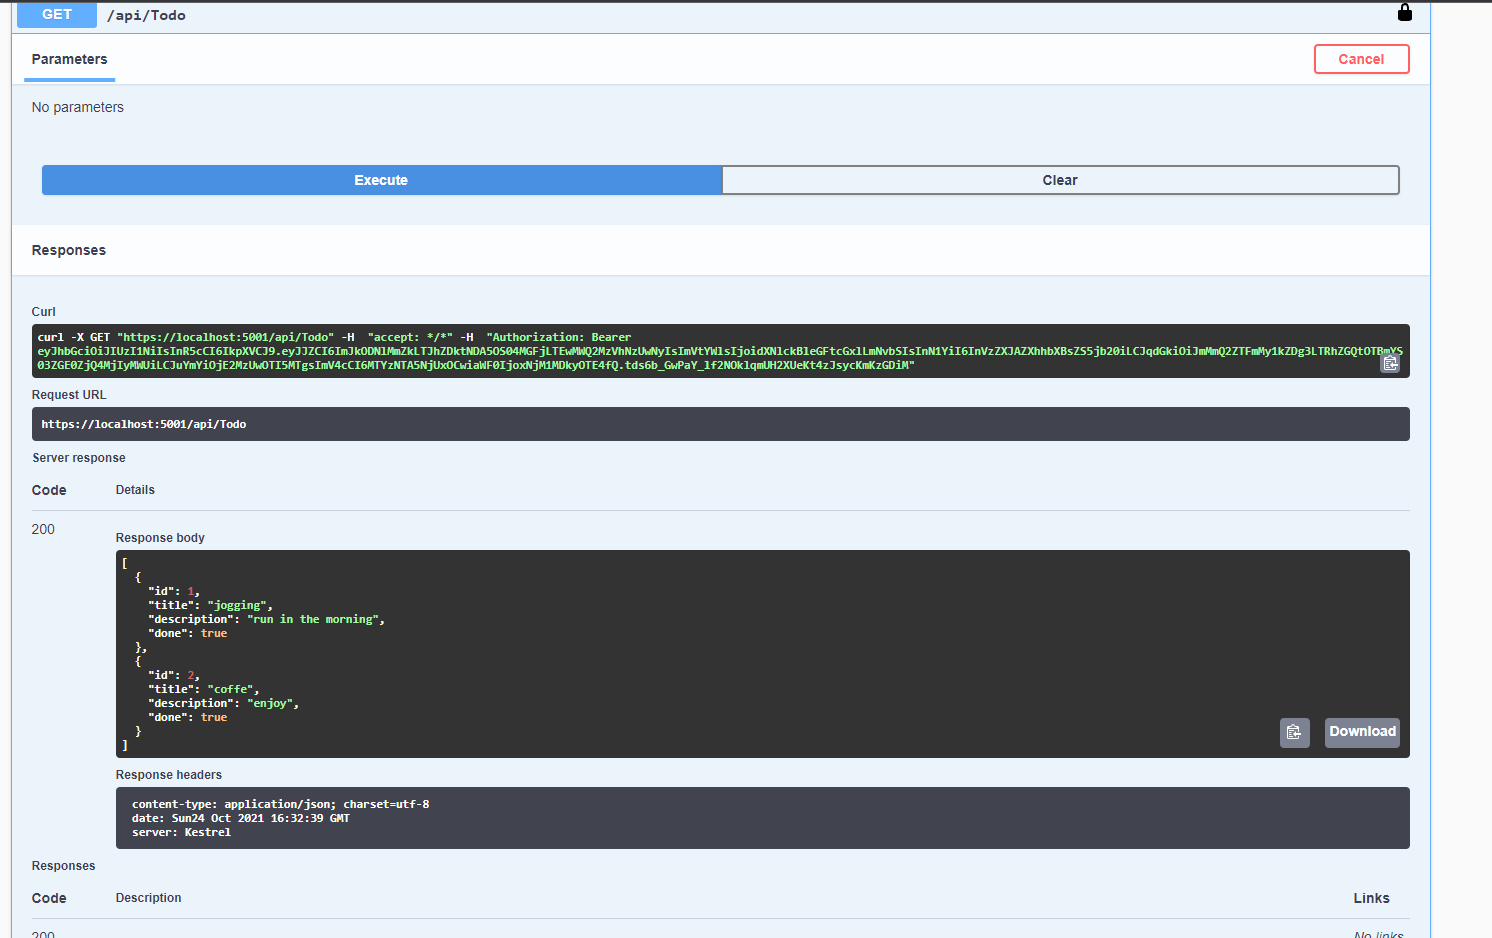 GET /api/Todo
Parameters
Cancel
No parameters
Execute
Clear
Responses
Curl
curl -X GET "https://localhost:5001/api/Todo" -H  "accept: */*" -H  "Authorization: Bearer
Request URL
https://localhost:5001/api/Todo
Server response
Code Details
200
Response body
[
  {
    "id": 1,
    "title": "jogging",
    "description": "run in the morning",
    "done": true
  },
  {
    "id": 2,
    "title": "coffe",
    "description": "enjoy",
    "done": true
  }
]
Download
Response headers
content-type: application/json; charset=utf-8
date: Sun24 Oct 2021 16:32:39 GMT
server: Kestrel
Responses
Code Description Links
200 No links